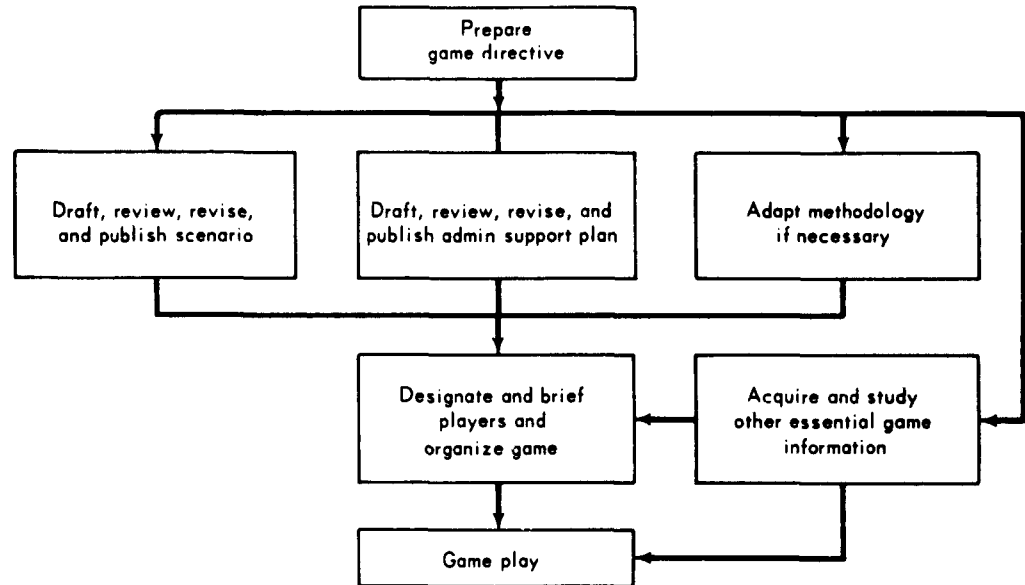 Prepare
game directive
Draft, review, revise,
and publish scenario
Draft, review, revise, and
publish admin support plan
Adapt methodology
if necessary
Designate and brief
players and
organize game
Acquire and study
other essential game
information
Game play